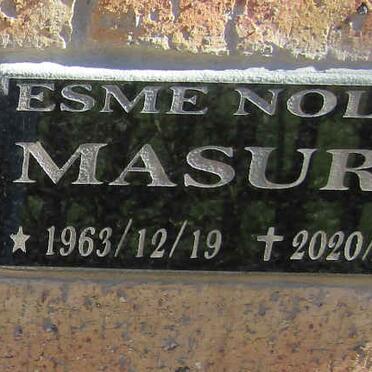 ESME NOL
MASUR
★ 1963/12/19 ✝ 2020/